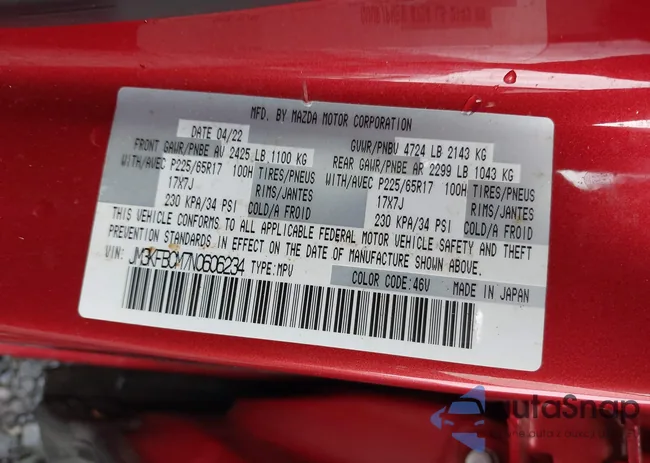 MFD. BY MAZDA MOTOR CORPORATION
DATE 04/22 GVWR/PNBV 4724 LB 2143 KG
FRONT GAWR/PNBE AV 2425 LB 1100 KG REAR GAWR/PNBE AR 2299 LB 1043 KG
WITH/AVEC P225/65R17 100H TIRES/PNEUS WITH/AVEC P225/65R17 100H TIRES/PNEUS
17X7J RIMS/JANTES 17X7J RIMS/JANTES
230 KPA/34 PSI COLD/A FROID 230 KPA/34 PSI COLD/A FROID
THIS VEHICLE CONFORMS TO ALL APPLICABLE FEDERAL MOTOR VEHICLE SAFETY AND THEFT
PREVENTION STANDARDS IN EFFECT ON THE DATE OF MANUFACTURE SHOWN ABOVE.
VIN: JM3KFBCM7N0606234 TYPE:MPV
COLOR CODE:46V MADE IN JAPAN
autaSnap